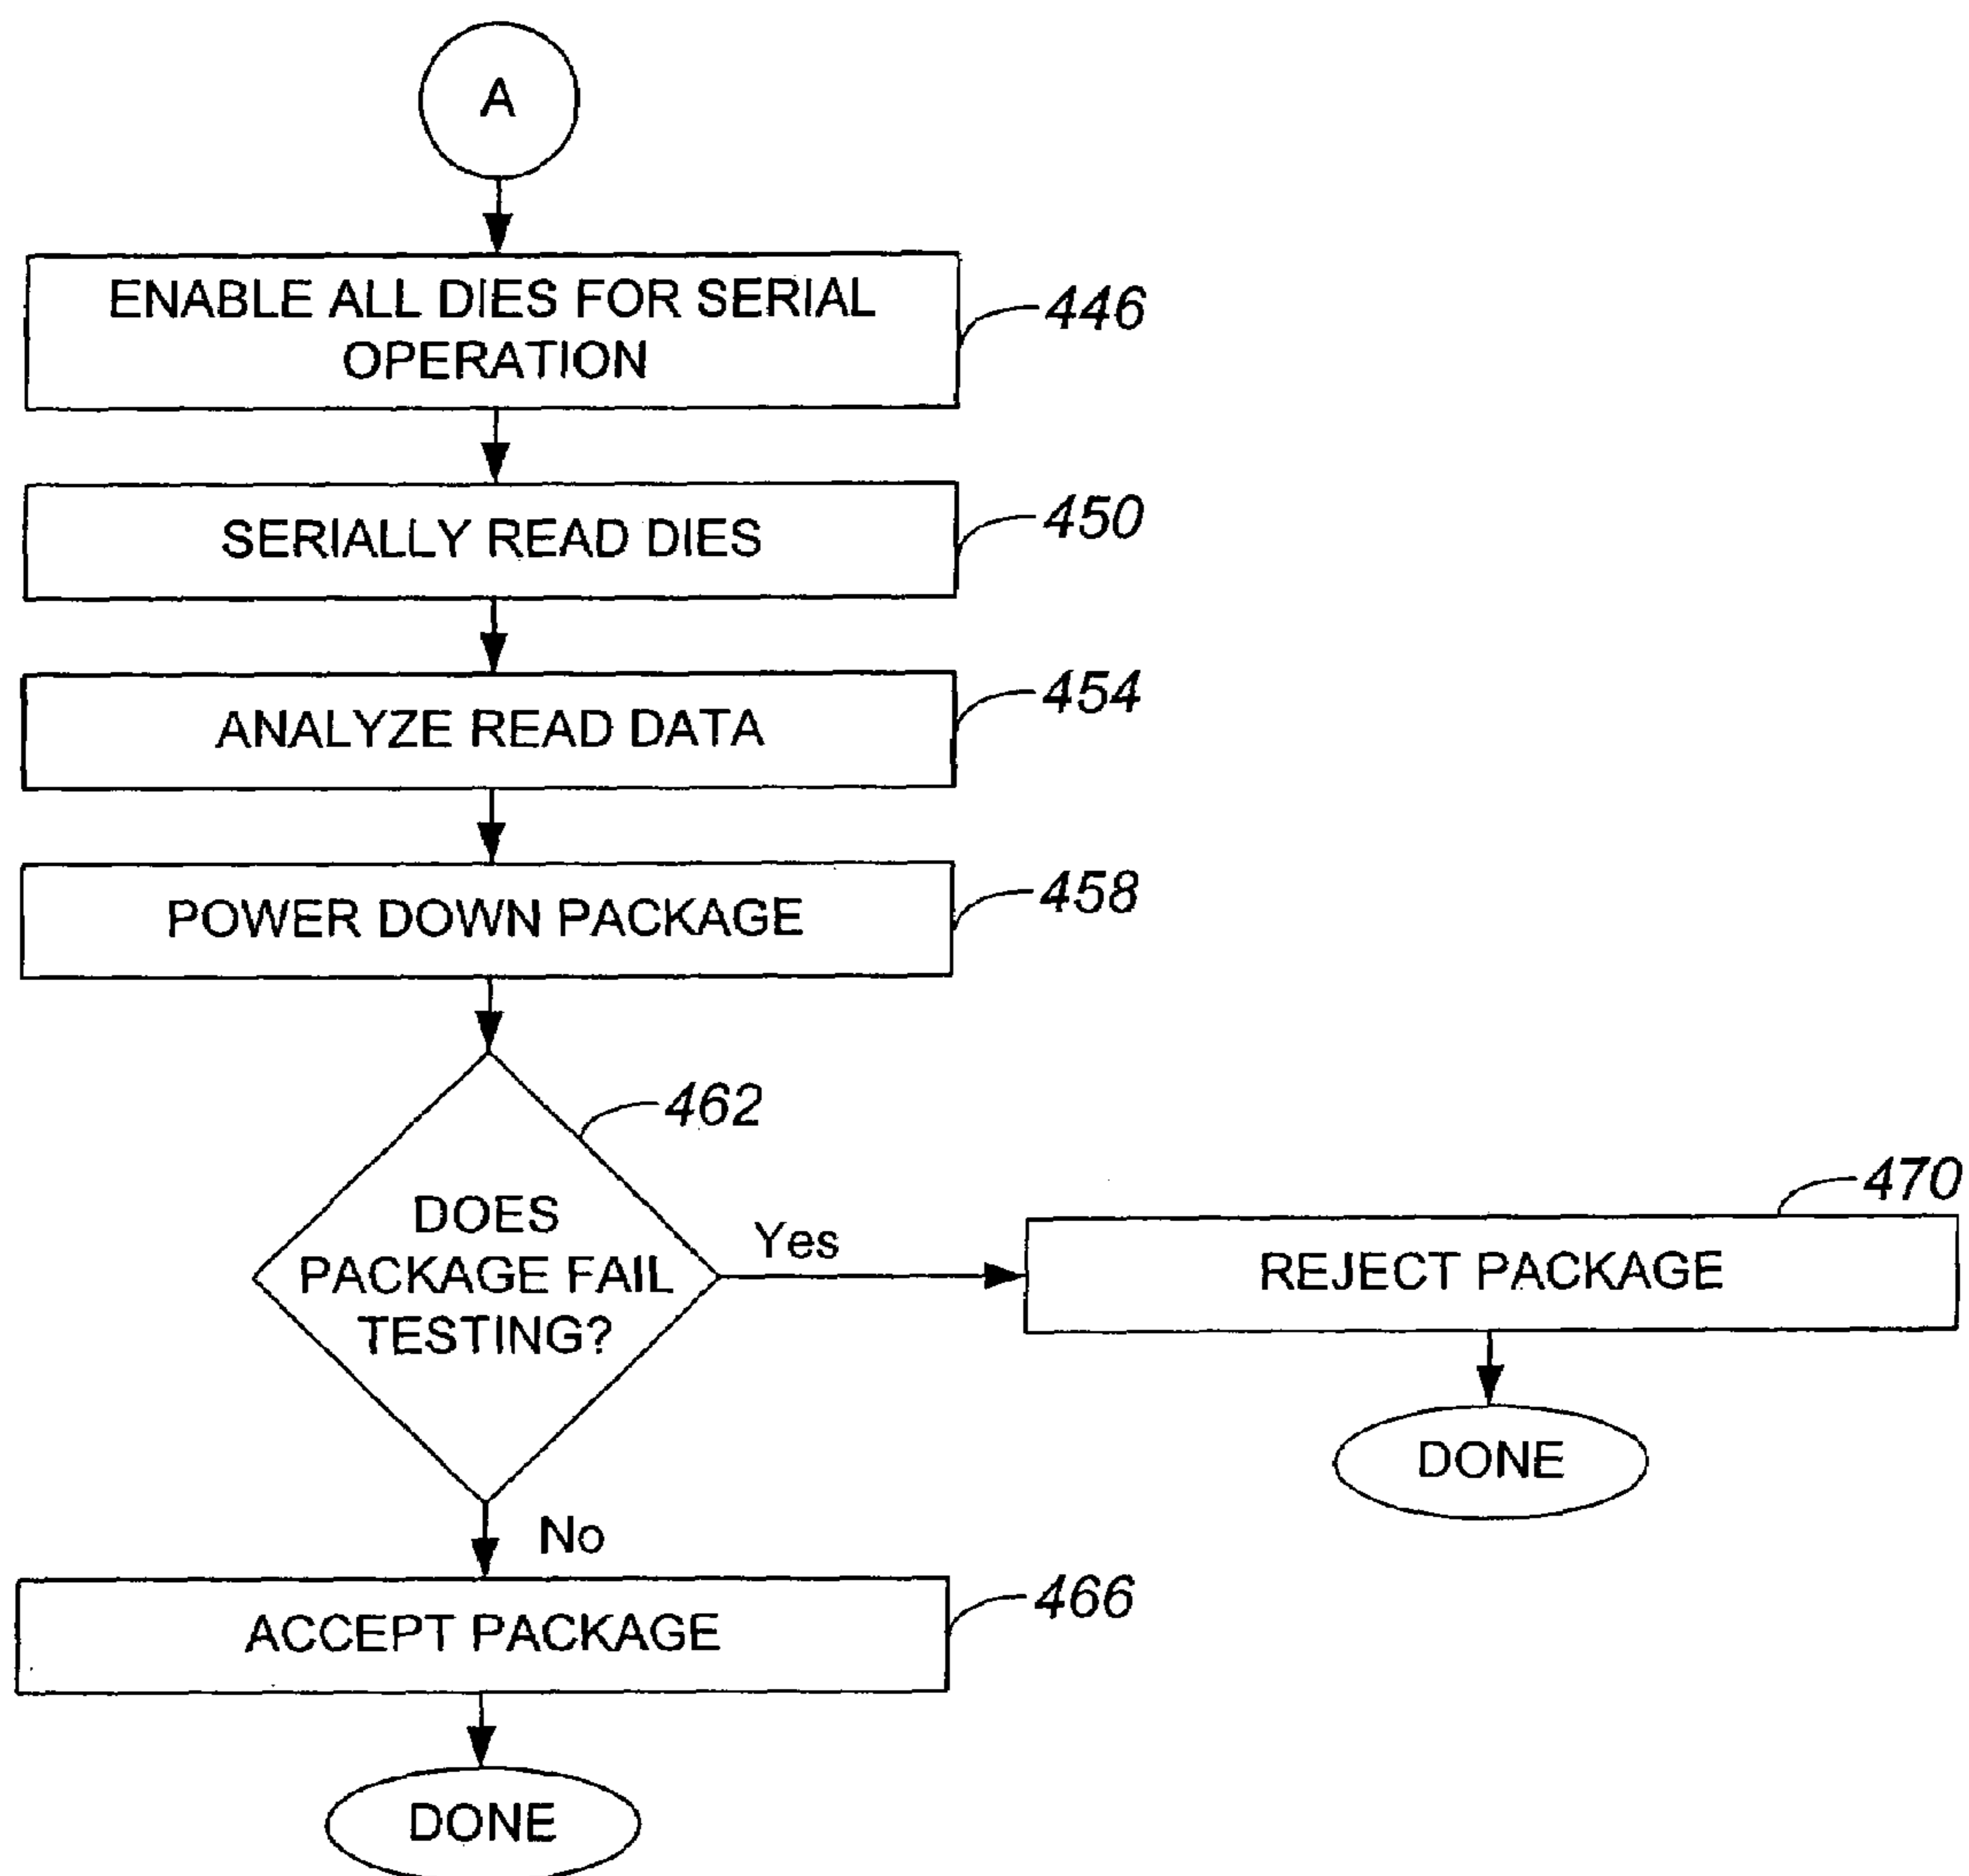 A
ENABLE ALL DIES FOR SERIAL
OPERATION
446
SERIALLY READ DIES
450
ANALYZE READ DATA
454
POWER DOWN PACKAGE
458
462
DOES
PACKAGE FAIL
TESTING?
Yes
470
REJECT PACKAGE
DONE
No
ACCEPT PACKAGE
466
DONE